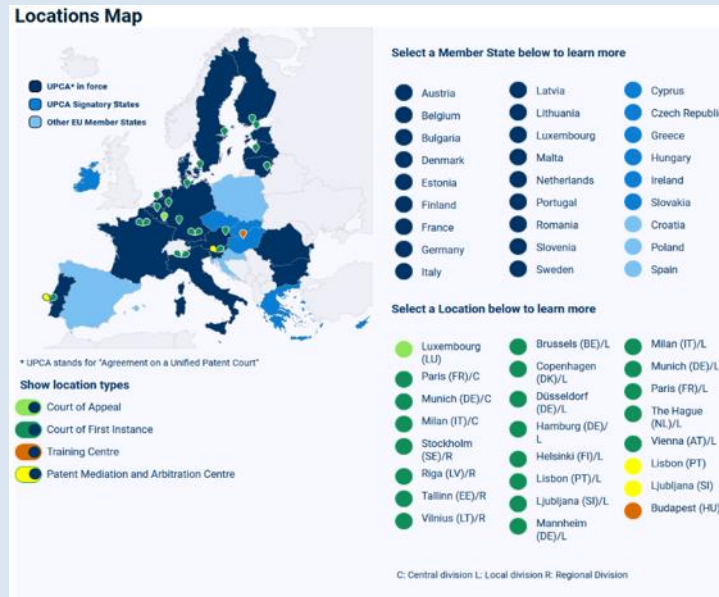 Locations Map
UPCA* in force
UPCA Signatory States
Other EU Member States
* UPCA stands for "Agreement on a Unified Patent Court"
Show location types
Court of Appeal
Court of First Instance
Training Centre
Patent Mediation and Arbitration Centre
Select a Member State below to learn more
Austria
Belgium
Bulgaria
Denmark
Estonia
Finland
France
Germany
Italy
Latvia
Lithuania
Luxembourg
Malta
Netherlands
Portugal
Romania
Slovenia
Sweden
Cyprus
Czech Republic
Greece
Hungary
Ireland
Slovakia
Croatia
Poland
Spain
Select a Location below to learn more
Luxembourg
(LU)
Paris (FR)/C
Munich (DE)/C
Milan (IT)/C
Stockholm
(SE)/R
Riga (LV)/R
Tallinn (EE)/R
Vilnius (LT)/R
Brussels (BE)/L
Copenhagen
(DK)/L
Düsseldorf
(DE)/L
Hamburg (DE)/
L
Helsinki (FI)/L
Lisbon (PT)/L
Ljubljana (SI)/L
Mannheim
(DE)/L
Milan (IT)/L
Munich (DE)/L
Paris (FR)/L
The Hague
(NL)/L
Vienna (AT)/L
Lisbon (PT)
Ljubljana (SI)
Budapest (HU)
C: Central division L: Local division R: Regional Division